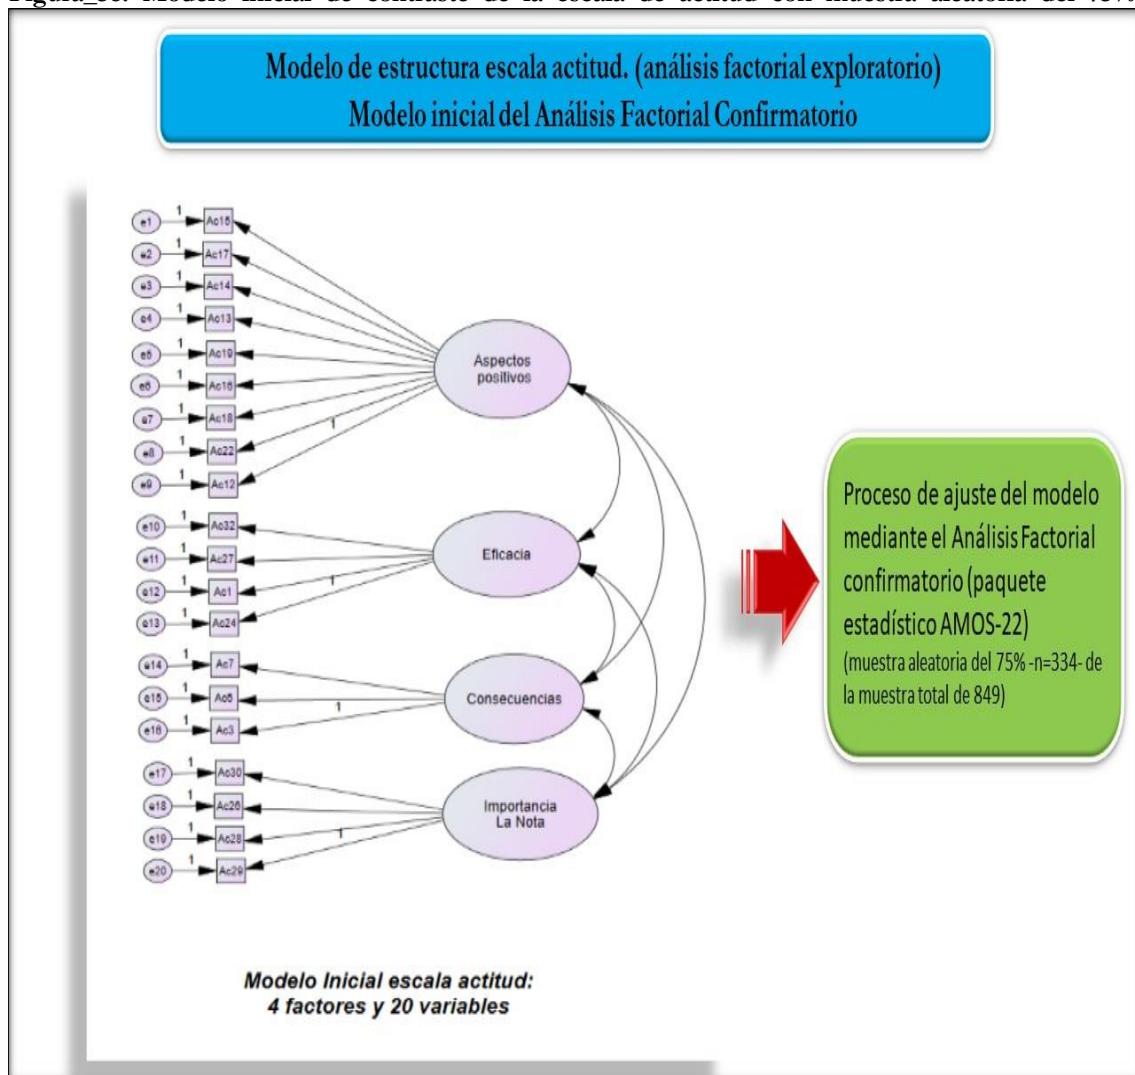 Modelo inicial de contraste de la escala de actitud con muestra aleatoria del 75%
Modelo de estructura escala actitud. (análisis factorial exploratorio)
Modelo inicial del Análisis Factorial Confirmatorio
e1 1
e2 1 Ac17
e3 1 Ac14
e4 1 Ac13
e5 1 Ac19
e6 1 Ac16
e7 1 Ac18
e8 1 Ac22 1
e9 1 Ac12
Aspectos
positivos
e10 1 Ac32
e11 1 Ac27
e12 1 Ac1 1
e13 1 Ac24
Eficacia
e14 1 Ac7
e15 1
e16 1 Ac3 1
Consecuencias
e17 1 Ac30
e18 1 Ac26
e19 1 Ac28 1
e20 1 Ac29
Importancia
La Nota
Proceso de ajuste del modelo
mediante el Análisis Factorial
confirmatorio (paquete
estadístico AMOS-22)
(muestra aleatoria del 75% -n=334- de
la muestra total de 849)
Modelo Inicial escala actitud:
4 factores y 20 variables